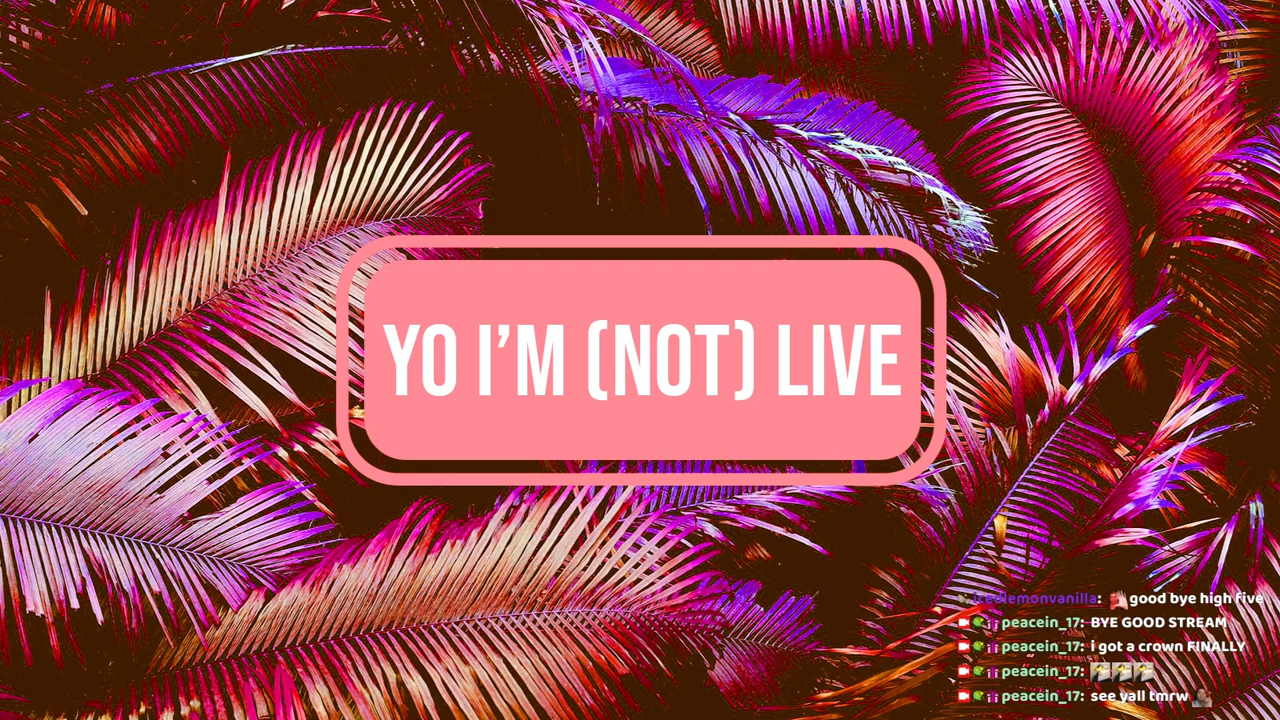 YO I'M (NOT) LIVE
icedlemonvanilla: good bye high five
peacein_17: BYE GOOD STREAM
peacein_17: i got a crown FINALLY
peacein_17:
peacein_17: see yall tmrw